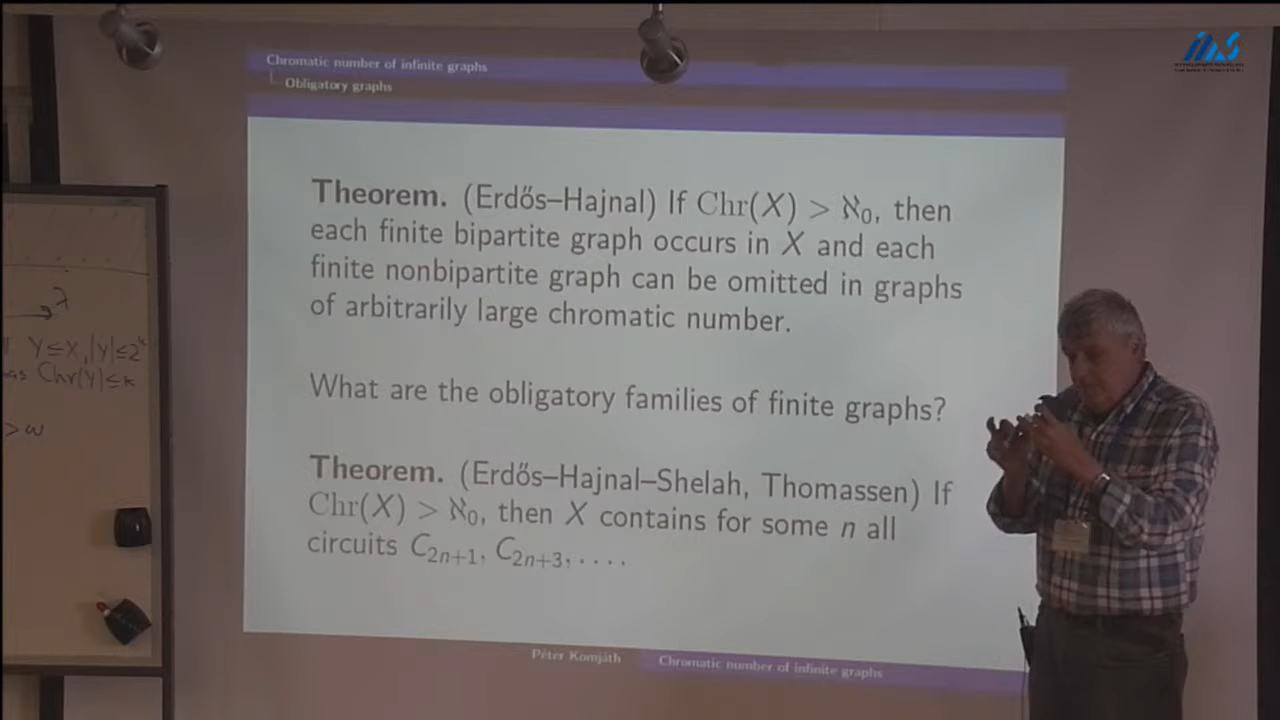 Chromatic number of infinite graphs
Obligatory graphs
Theorem. (Erdős–Hajnal) If Chr(X) > ℵ₀, then
each finite bipartite graph occurs in X and each
finite nonbipartite graph can be omitted in graphs
of arbitrarily large chromatic number.
What are the obligatory families of finite graphs?
Theorem. (Erdős–Hajnal–Shelah, Thomassen) If
Chr(X) > ℵ₀, then X contains for some n all
circuits C₂ₙ₊₁, C₂ₙ₊₃, . . . .
Péter Komjáth Chromatic number of infinite graphs
λ
Y≤X, |Y|≤2
Chr(Y)≤κ
>ω